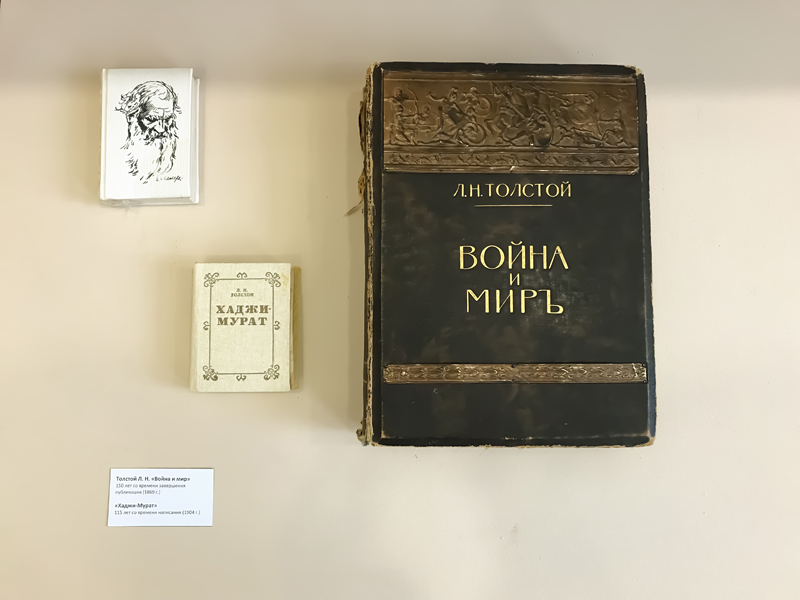 Л.Н.ТОЛСТОЙ
ВОЙНА
И
МИРЪ
Л. Н.
ТОЛСТОЙ
ХАДЖИ-
МУРАТ
Толстой Л. Н. «Война и мир»
150 лет со времени завершения
публикации (1869 г.)
«Хаджи-Мурат»
115 лет со времени написания (1904 г.)